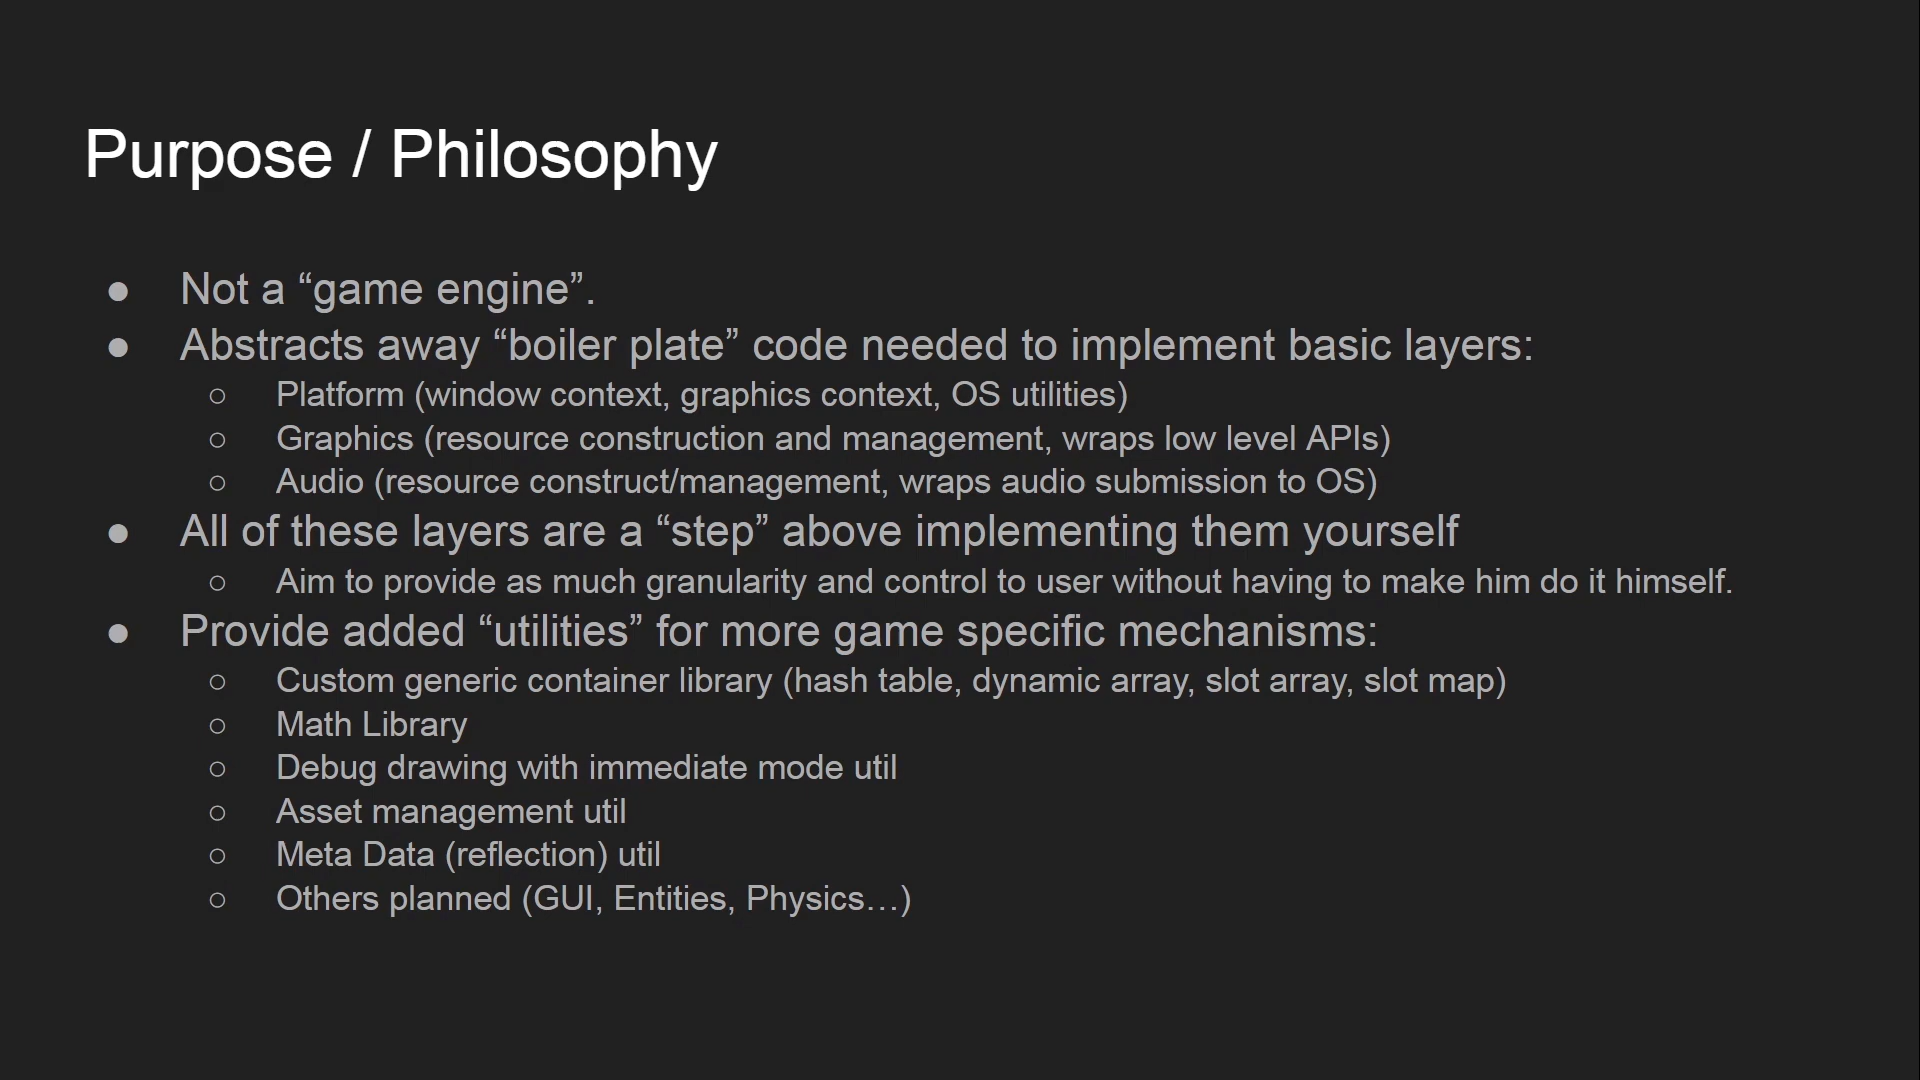 Purpose / Philosophy
● Not a “game engine”.
● Abstracts away “boiler plate” code needed to implement basic layers:
○ Platform (window context, graphics context, OS utilities)
○ Graphics (resource construction and management, wraps low level APIs)
○ Audio (resource construct/management, wraps audio submission to OS)
● All of these layers are a “step” above implementing them yourself
○ Aim to provide as much granularity and control to user without having to make him do it himself.
● Provide added “utilities” for more game specific mechanisms:
○ Custom generic container library (hash table, dynamic array, slot array, slot map)
○ Math Library
○ Debug drawing with immediate mode util
○ Asset management util
○ Meta Data (reflection) util
○ Others planned (GUI, Entities, Physics…)